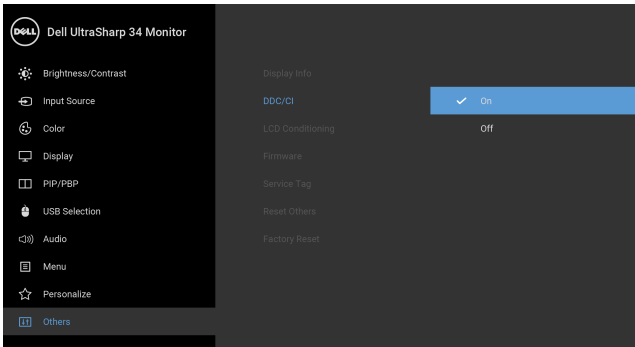 DELL Dell UltraSharp 34 Monitor
Brightness/Contrast
Display Info
Input Source
DDC/CI
On
Color
LCD Conditioning
Off
Display
Firmware
PIP/PBP
Service Tag
USB Selection
Reset Others
Audio
Factory Reset
Menu
Personalize
Others